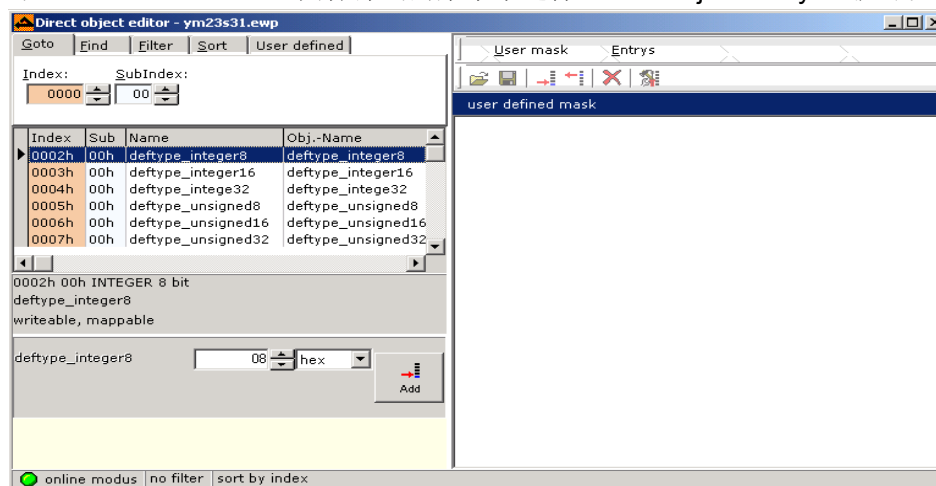 Direct object editor - ym23s31.ewp
Goto Find Filter Sort User defined
Index: SubIndex:
0000 00
Index Sub Name Obj.-Name
0002h 00h deftype_integer8 deftype_integer8
0003h 00h deftype_integer16 deftype_integer16
0004h 00h deftype_intege32 deftype_intege32
0005h 00h deftype_unsigned8 deftype_unsigned8
0006h 00h deftype_unsigned16 deftype_unsigned16
0007h 00h deftype_unsigned32 deftype_unsigned32
0002h 00h INTEGER 8 bit
deftype_integer8
writeable, mappable
deftype_integer8 08 hex
Add
User mask Entrys
user defined mask
online modus no filter sort by index